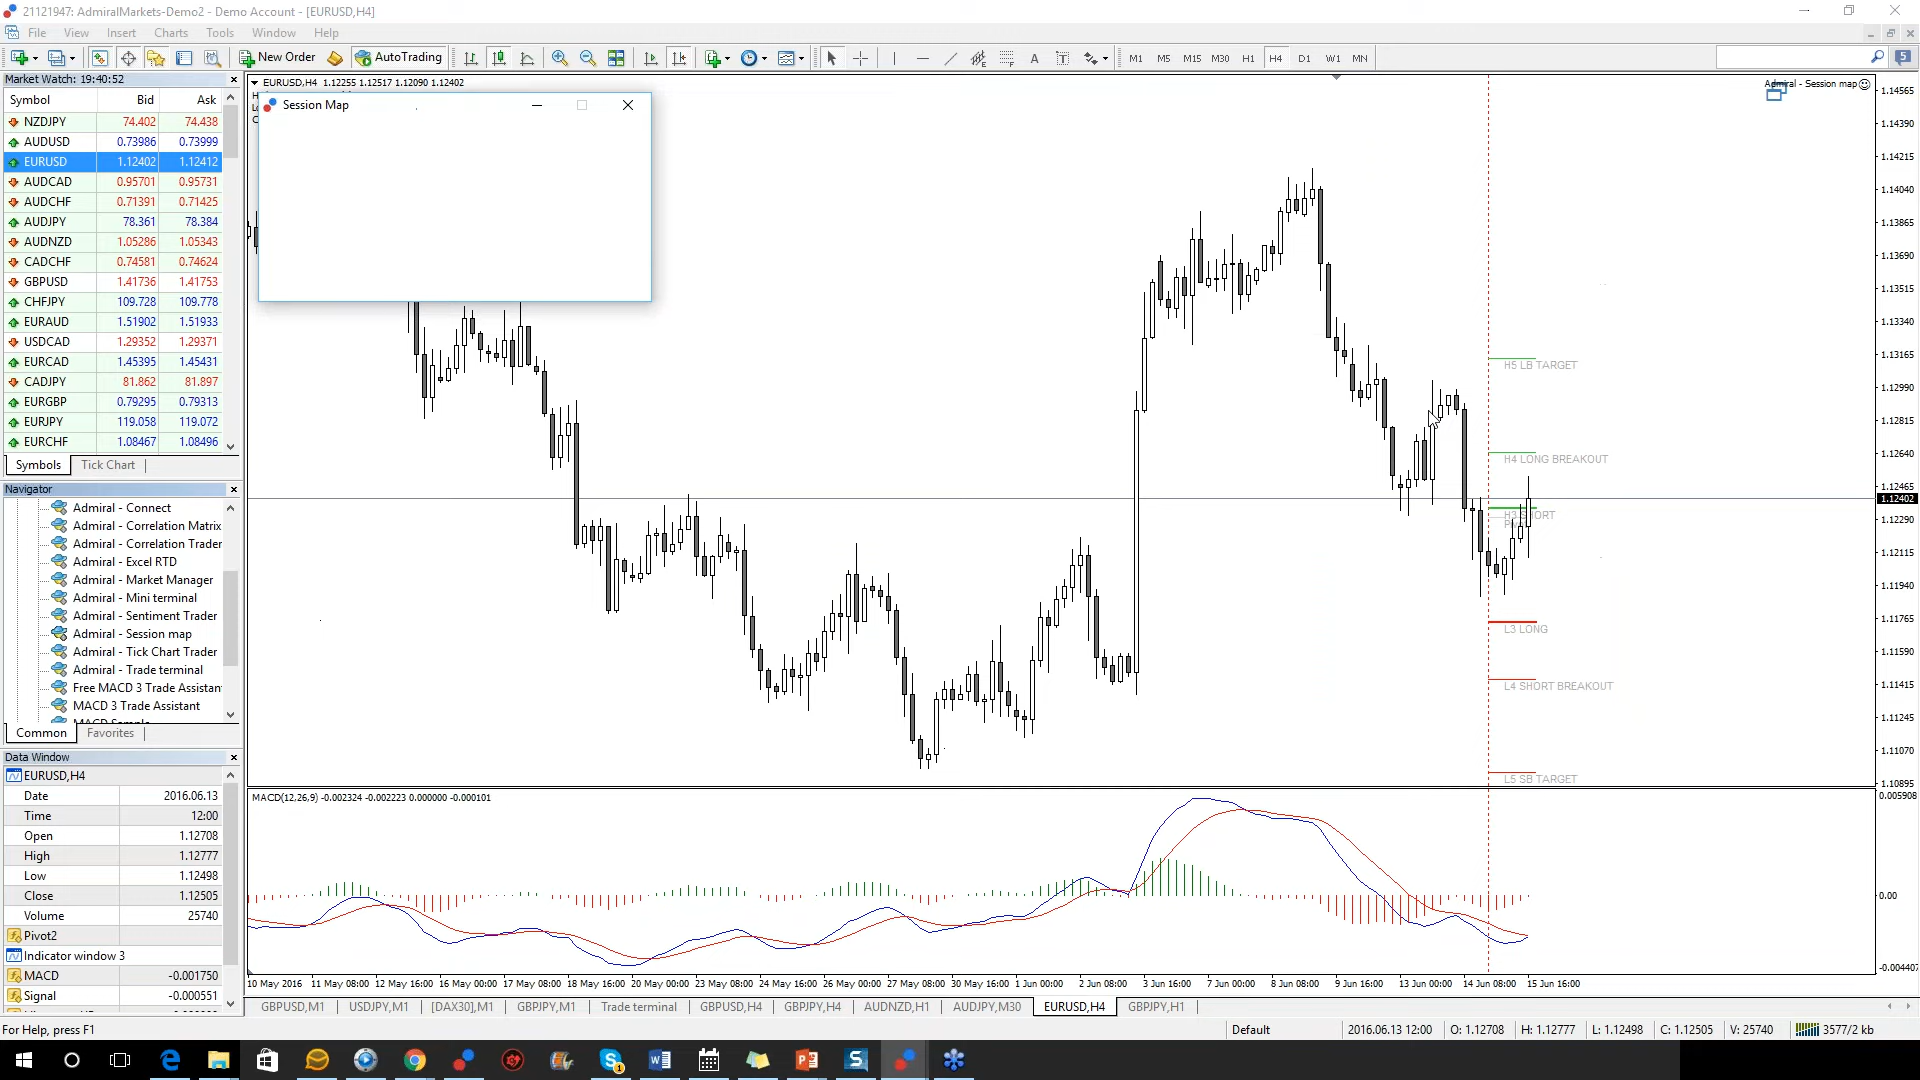 21121947: AdmiralMarkets-Demo2 - Demo Account - [EURUSD,H4]
File View Insert Charts Tools Window Help
New Order AutoTrading M1 M5 M15 M30 H1 H4 D1 W1 MN 5
Market Watch: 19:40:52
Symbol Bid Ask
NZDJPY 74.402 74.438
AUDUSD 0.73986 0.73999
EURUSD 1.12402 1.12412
AUDCAD 0.95701 0.95731
AUDCHF 0.71391 0.71425
AUDJPY 78.361 78.384
AUDNZD 1.05286 1.05343
CADCHF 0.74581 0.74624
GBPUSD 1.41736 1.41753
CHFJPY 109.728 109.778
EURAUD 1.51902 1.51933
USDCAD 1.29352 1.29371
EURCAD 1.45395 1.45431
CADJPY 81.862 81.897
EURGBP 0.79295 0.79313
EURJPY 119.058 119.072
EURCHF 1.08467 1.08496
Symbols Tick Chart
Navigator
Admiral - Connect
Admiral - Correlation Matrix
Admiral - Correlation Trader
Admiral - Excel RTD
Admiral - Market Manager
Admiral - Mini terminal
Admiral - Sentiment Trader
Admiral - Session map
Admiral - Tick Chart Trader
Admiral - Trade terminal
Free MACD 3 Trade Assistan
MACD 3 Trade Assistant
MACD Sample
Common Favorites
Data Window
EURUSD,H4
Date 2016.06.13
Time 12:00
Open 1.12708
High 1.12777
Low 1.12498
Close 1.12505
Volume 25740
Pivot2
Indicator window 3
MACD -0.001750
Signal -0.000551
EURUSD,H4 1.12255 1.12517 1.12090 1.12402
Session Map
Admiral - Session map
H5 LB TARGET
H4 LONG BREAKOUT
H3 SHORT
Pivot
L3 LONG
L4 SHORT BREAKOUT
L5 SB TARGET
1.14565
1.14390
1.14215
1.14040
1.13865
1.13690
1.13515
1.13340
1.13165
1.12990
1.12815
1.12640
1.12465
1.12402
1.12290
1.12115
1.11940
1.11765
1.11590
1.11415
1.11245
1.11070
1.10895
MACD(12,26,9) -0.002324 -0.002223 0.000000 -0.000101
0.005908
0.00
-0.004407
10 May 2016 11 May 08:00 12 May 16:00 16 May 00:00 17 May 08:00 18 May 16:00 20 May 00:00 23 May 08:00 24 May 16:00 26 May 00:00 27 May 08:00 30 May 16:00 1 Jun 00:00 2 Jun 08:00 3 Jun 16:00 7 Jun 00:00 8 Jun 08:00 9 Jun 16:00 13 Jun 00:00 14 Jun 08:00 15 Jun 16:00
GBPUSD,M1 USDJPY,M1 [DAX30],M1 GBPJPY,M1 Trade terminal GBPUSD,H4 GBPJPY,H4 AUDNZD,H1 AUDJPY,M30 EURUSD,H4 GBPJPY,H1
For Help, press F1 Default 2016.06.13 12:00 O: 1.12708 H: 1.12777 L: 1.12498 C: 1.12505 V: 25740 3577/2 kb